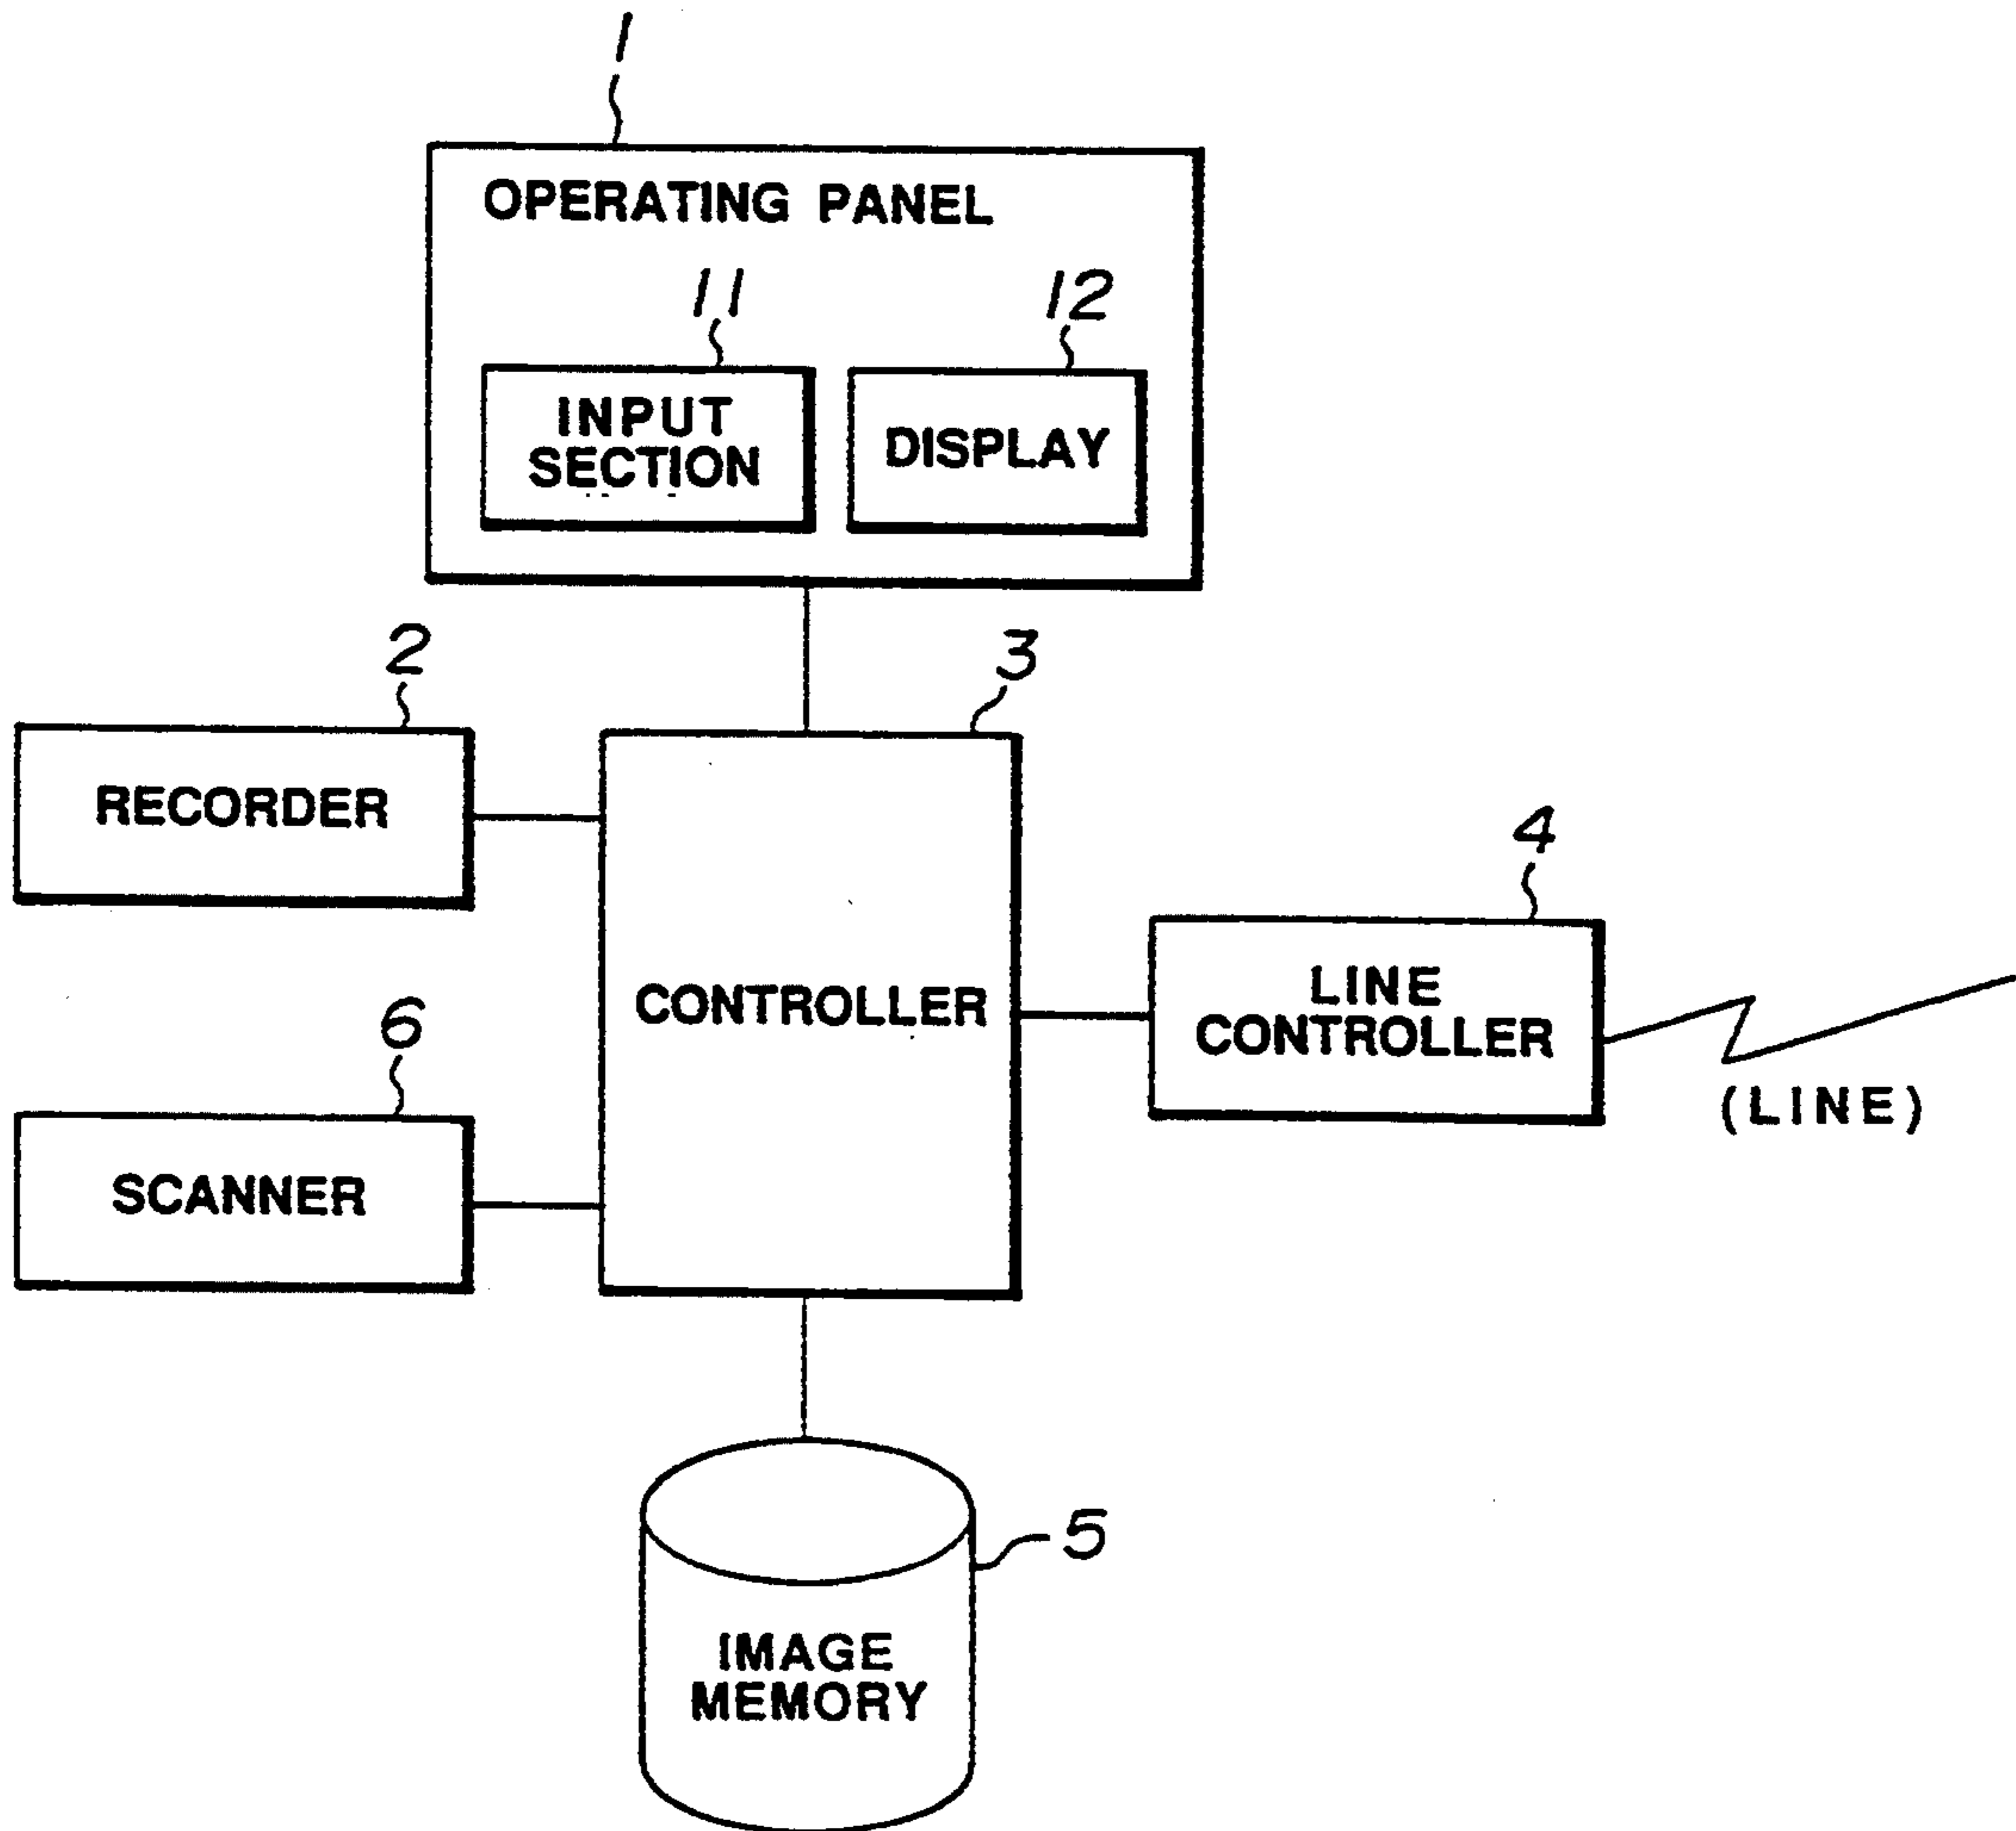 1
OPERATING PANEL
11
12
INPUT
SECTION
DISPLAY
2
3
RECORDER
4
CONTROLLER
LINE
CONTROLLER
(LINE)
6
SCANNER
5
IMAGE
MEMORY